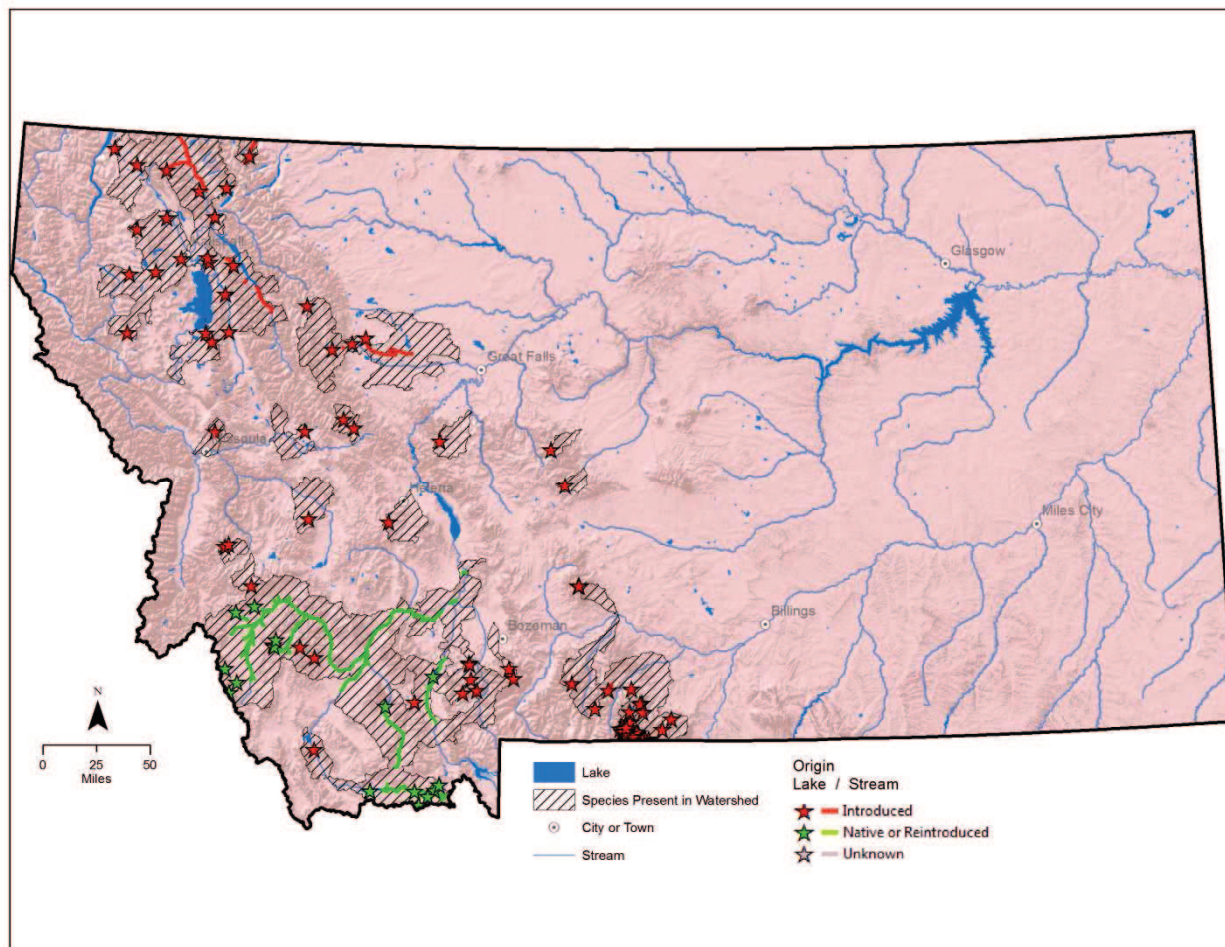 Glasgow
Great Falls
Helena
Miles City
Billings
Bozeman
N
0 25 50
Miles
Lake
Species Present in Watershed
City or Town
Stream
Origin
Lake / Stream
Introduced
Native or Reintroduced
Unknown